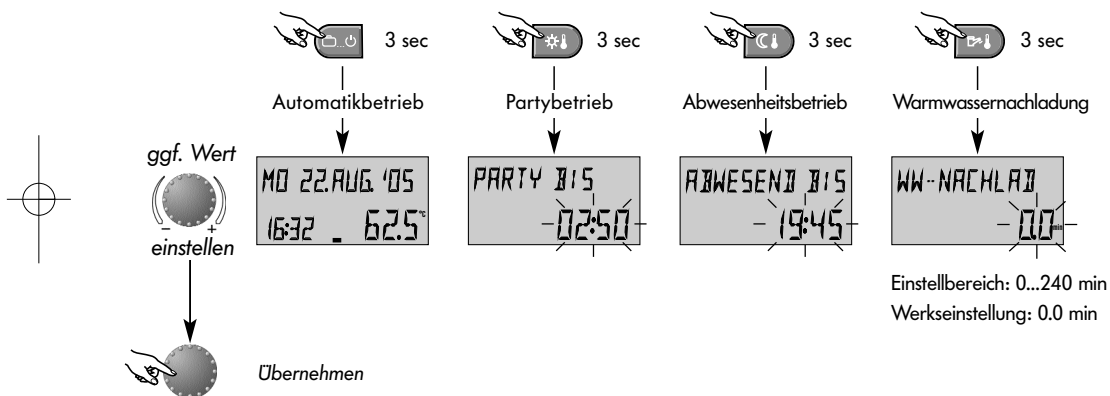 3 sec
3 sec
3 sec
3 sec
Automatikbetrieb
Partybetrieb
Abwesenheitsbetrieb
Warmwassernachladung
ggf. Wert
- +
einstellen
MO 22.AUG. '05
16:32 62.5 °C
PARTY BIS
02:50
ABWESEND BIS
19:45
WW-NACHLAD
0.0 min
Einstellbereich: 0...240 min
Werkseinstellung: 0.0 min
Übernehmen